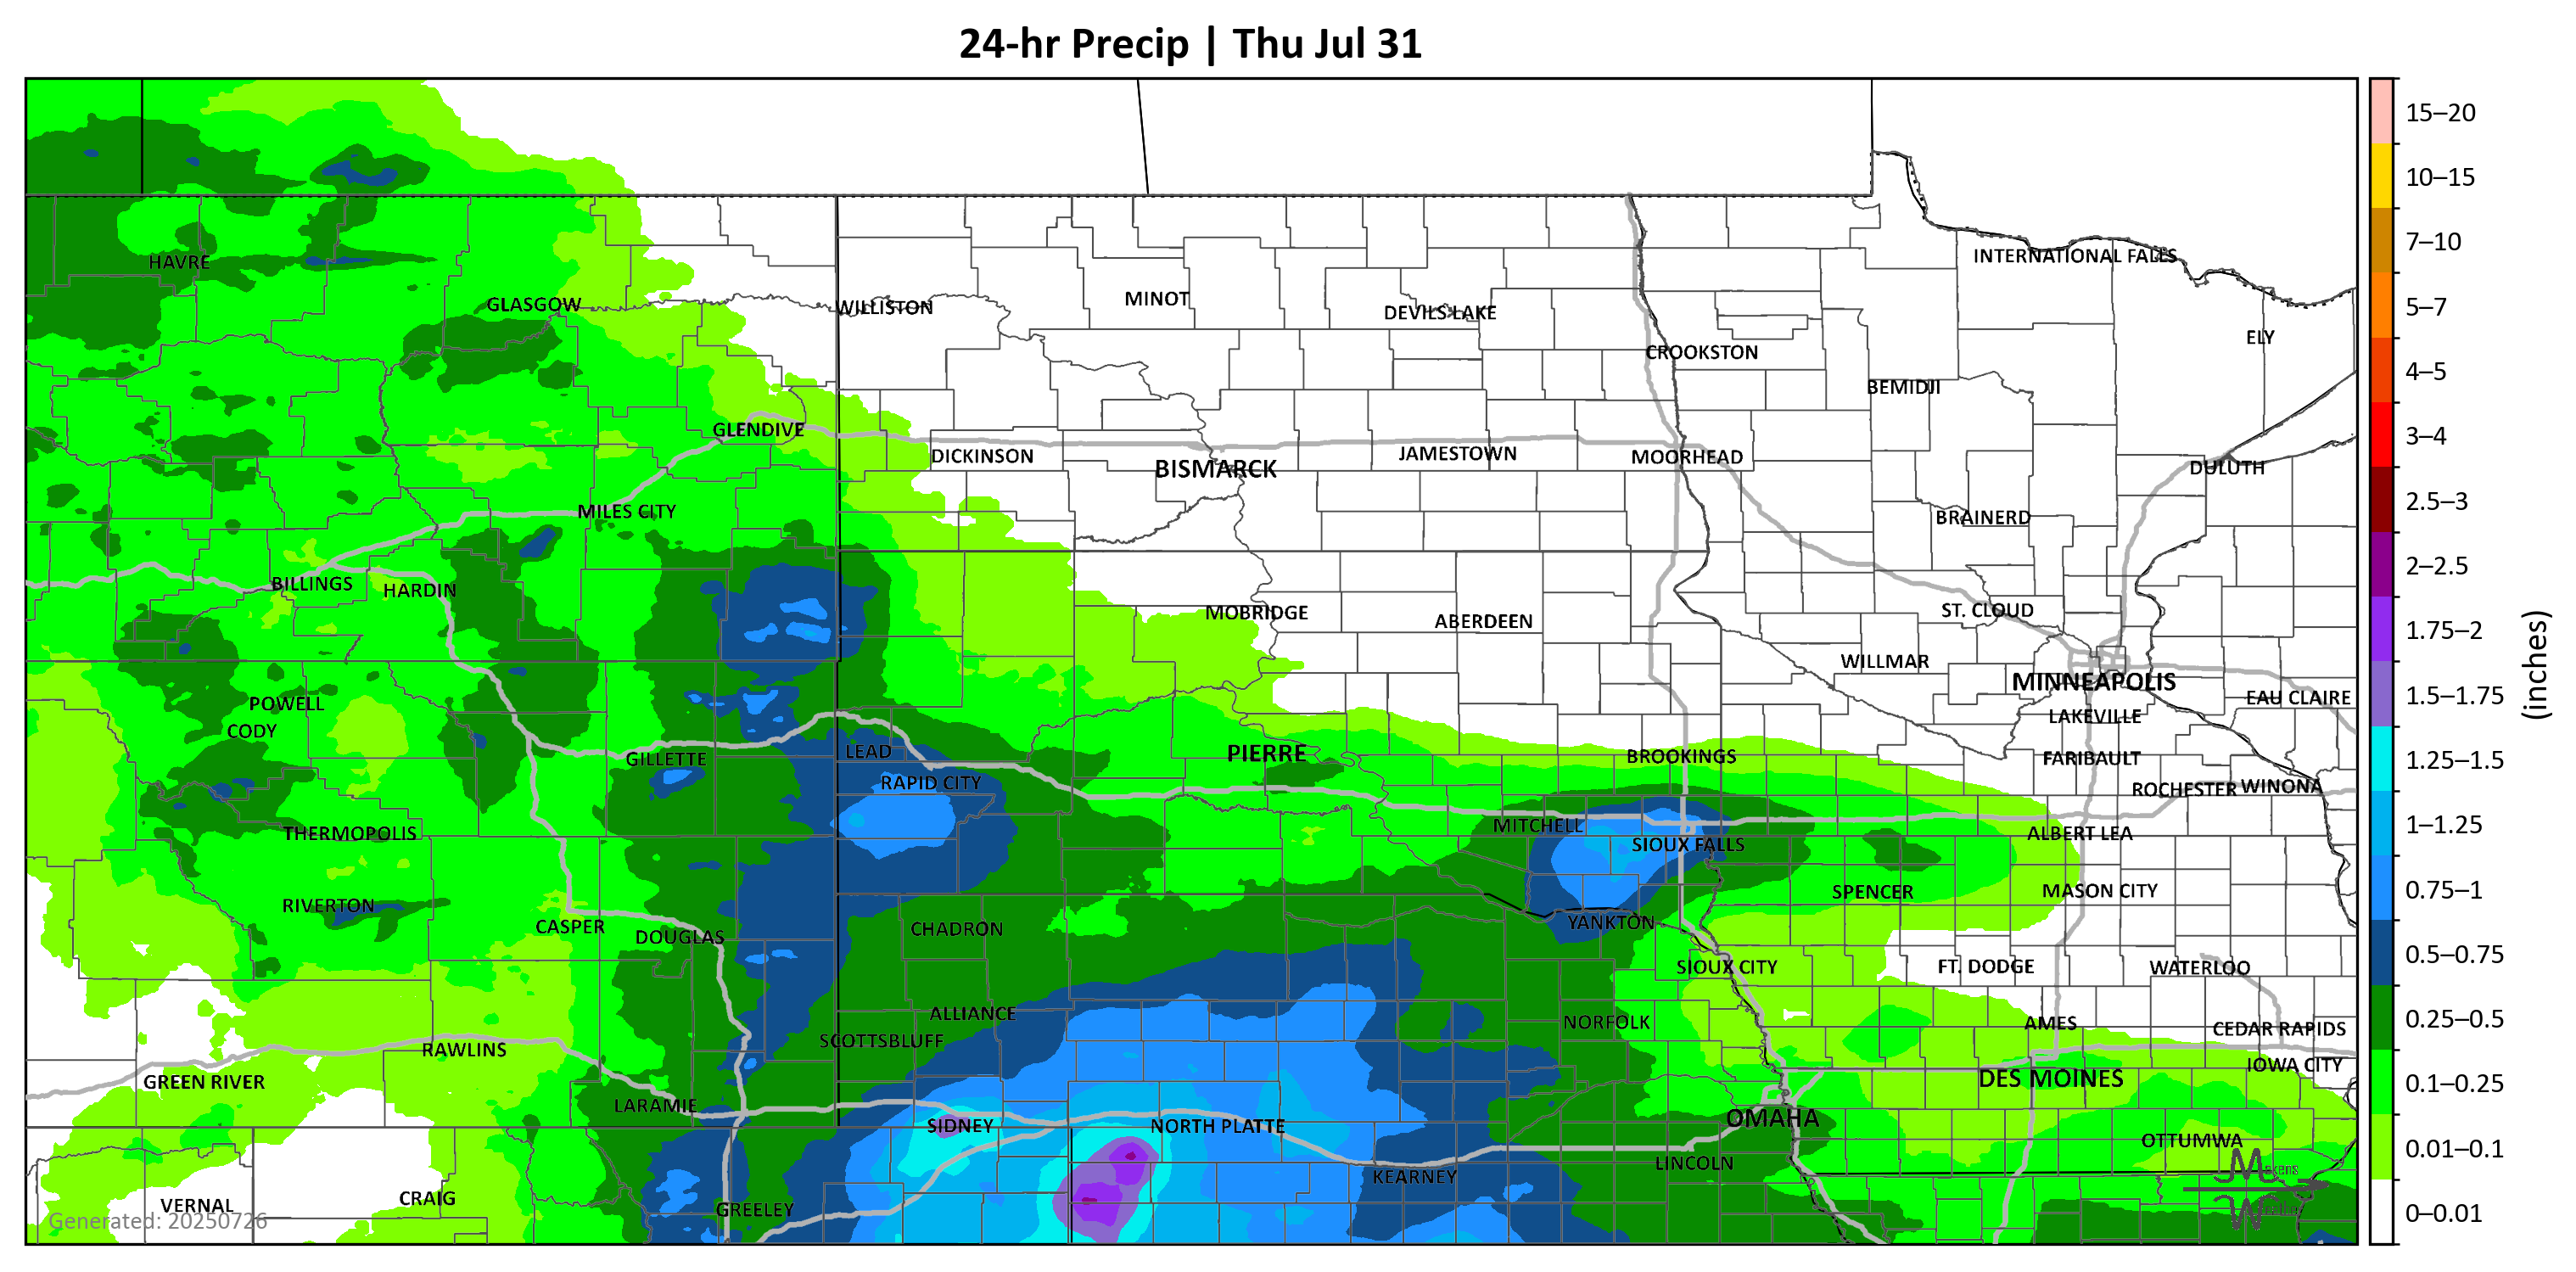 24-hr Precip | Thu Jul 31
15–20
10–15
7–10
HAVRE
INTERNATIONAL FALLS
5–7
GLASGOW
WILLISTON
MINOT
DEVILS LAKE
ELY
CROOKSTON
4–5
BEMIDJI
3–4
GLENDIVE
DICKINSON
BISMARCK
JAMESTOWN
MOORHEAD
DULUTH
2.5–3
MILES CITY
BRAINERD
2–2.5
BILLINGS
HARDIN
MOBRIDGE
ABERDEEN
ST. CLOUD
1.75–2
WILLMAR
MINNEAPOLIS
(inches)
POWELL
EAU CLAIRE
1.5–1.75
CODY
LAKEVILLE
LEAD
GILLETTE
PIERRE
BROOKINGS
FARIBAULT
1.25–1.5
RAPID CITY
ROCHESTER
WINONA
THERMOPOLIS
MITCHELL
ALBERT LEA
1–1.25
SIOUX FALLS
RIVERTON
SPENCER
MASON CITY
0.75–1
CASPER
DOUGLAS
CHADRON
YANKTON
0.5–0.75
SIOUX CITY
FT. DODGE
WATERLOO
ALLIANCE
NORFOLK
AMES
CEDAR RAPIDS
0.25–0.5
RAWLINS
SCOTTSBLUFF
GREEN RIVER
DES MOINES
IOWA CITY
0.1–0.25
LARAMIE
SIDNEY
NORTH PLATTE
OMAHA
OTTUMWA
0.01–0.1
KEARNEY
LINCOLN
Makens
VERNAL
CRAIG
GREELEY
Weather
Generated: 20250726
0–0.01